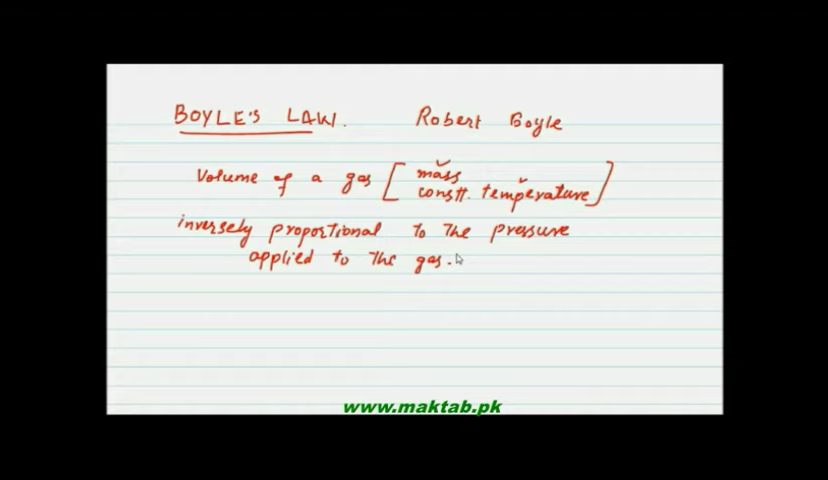 BOYLE'S LAW. Robert Boyle
Volume of a gas [ mass
constt. temperature ]
inversely proportional to the pressure
applied to the gas.
www.maktab.pk